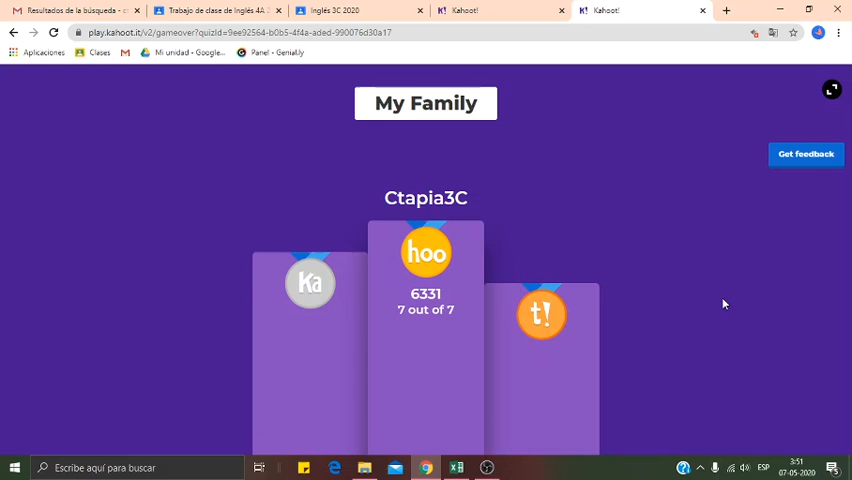 Resultados de la búsqueda - c
Trabajo de clase de Inglés 4A 2
Inglés 3C 2020
Kahoot!
Kahoot!
play.kahoot.it/v2/gameover?quizId=9ee92564-b0b5-4f4a-aded-990076d30a17
Aplicaciones
Clases
Mi unidad - Google...
Panel - Genial.ly
My Family
Get feedback
Ctapia3C
hoo
Ka
6331
7 out of 7
t!
Escribe aquí para buscar
ESP
3:51
07-05-2020
5